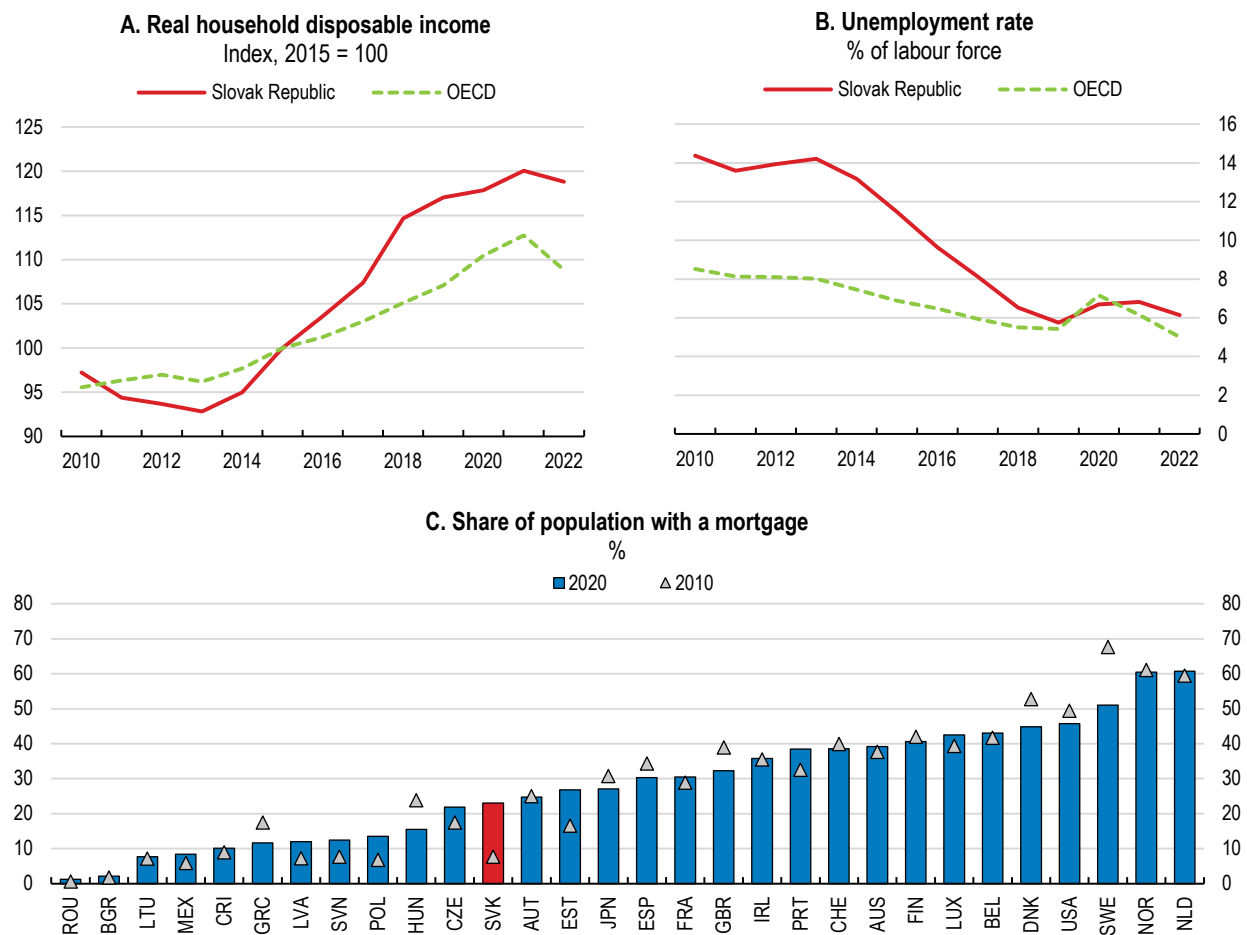 A. Real household disposable income
Index, 2015 = 100
Slovak Republic OECD
125
120
115
110
105
100
95
90
2010 2012 2014 2016 2018 2020 2022
B. Unemployment rate
% of labour force
Slovak Republic OECD
16
14
12
10
8
6
4
2
0
2010 2012 2014 2016 2018 2020 2022
C. Share of population with a mortgage
%
2020 2010
80 80
70 70
60 60
50 50
40 40
30 30
20 20
10 10
0 0
ROU BGR LTU MEX CRI GRC LVA SVN POL HUN CZE SVK AUT EST JPN ESP FRA GBR IRL PRT CHE AUS FIN LUX BEL DNK USA SWE NOR NLD